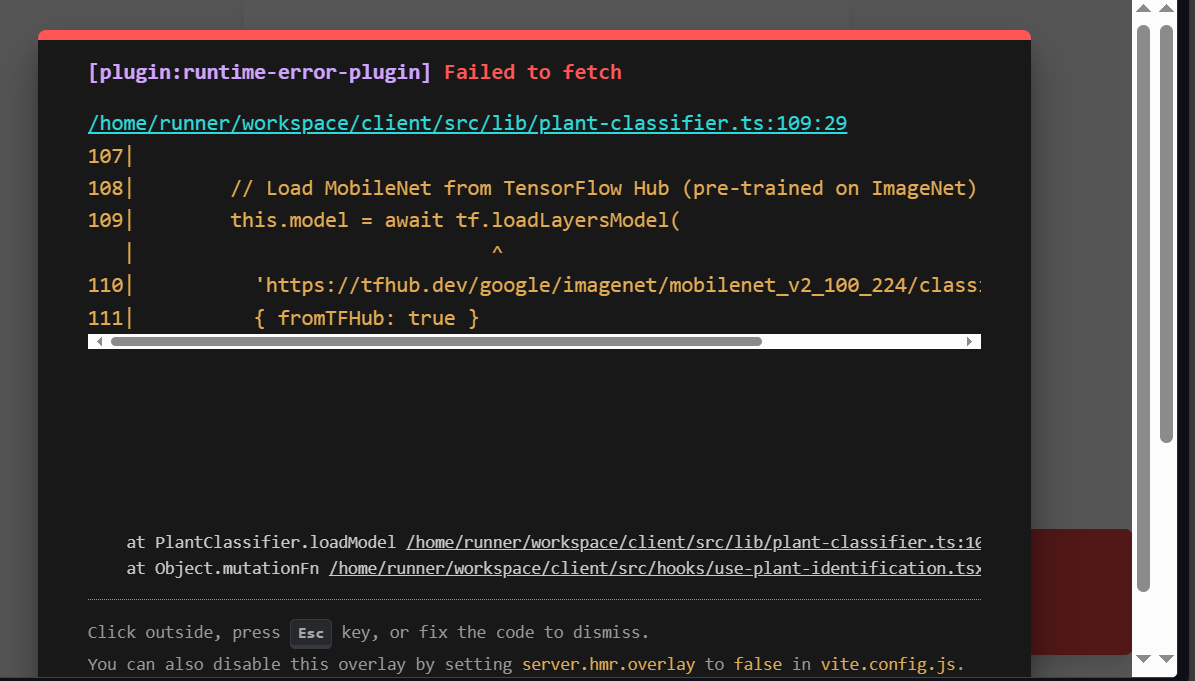 [plugin:runtime-error-plugin] Failed to fetch
/home/runner/workspace/client/src/lib/plant-classifier.ts:109:29
107|
108|        // Load MobileNet from TensorFlow Hub (pre-trained on ImageNet)
109|        this.model = await tf.loadLayersModel(
   |                              ^
110|          'https://tfhub.dev/google/imagenet/mobilenet_v2_100_224/class
111|          { fromTFHub: true }
at PlantClassifier.loadModel /home/runner/workspace/client/src/lib/plant-classifier.ts:10
at Object.mutationFn /home/runner/workspace/client/src/hooks/use-plant-identification.tsx
Click outside, press Esc key, or fix the code to dismiss.
You can also disable this overlay by setting server.hmr.overlay to false in vite.config.js.